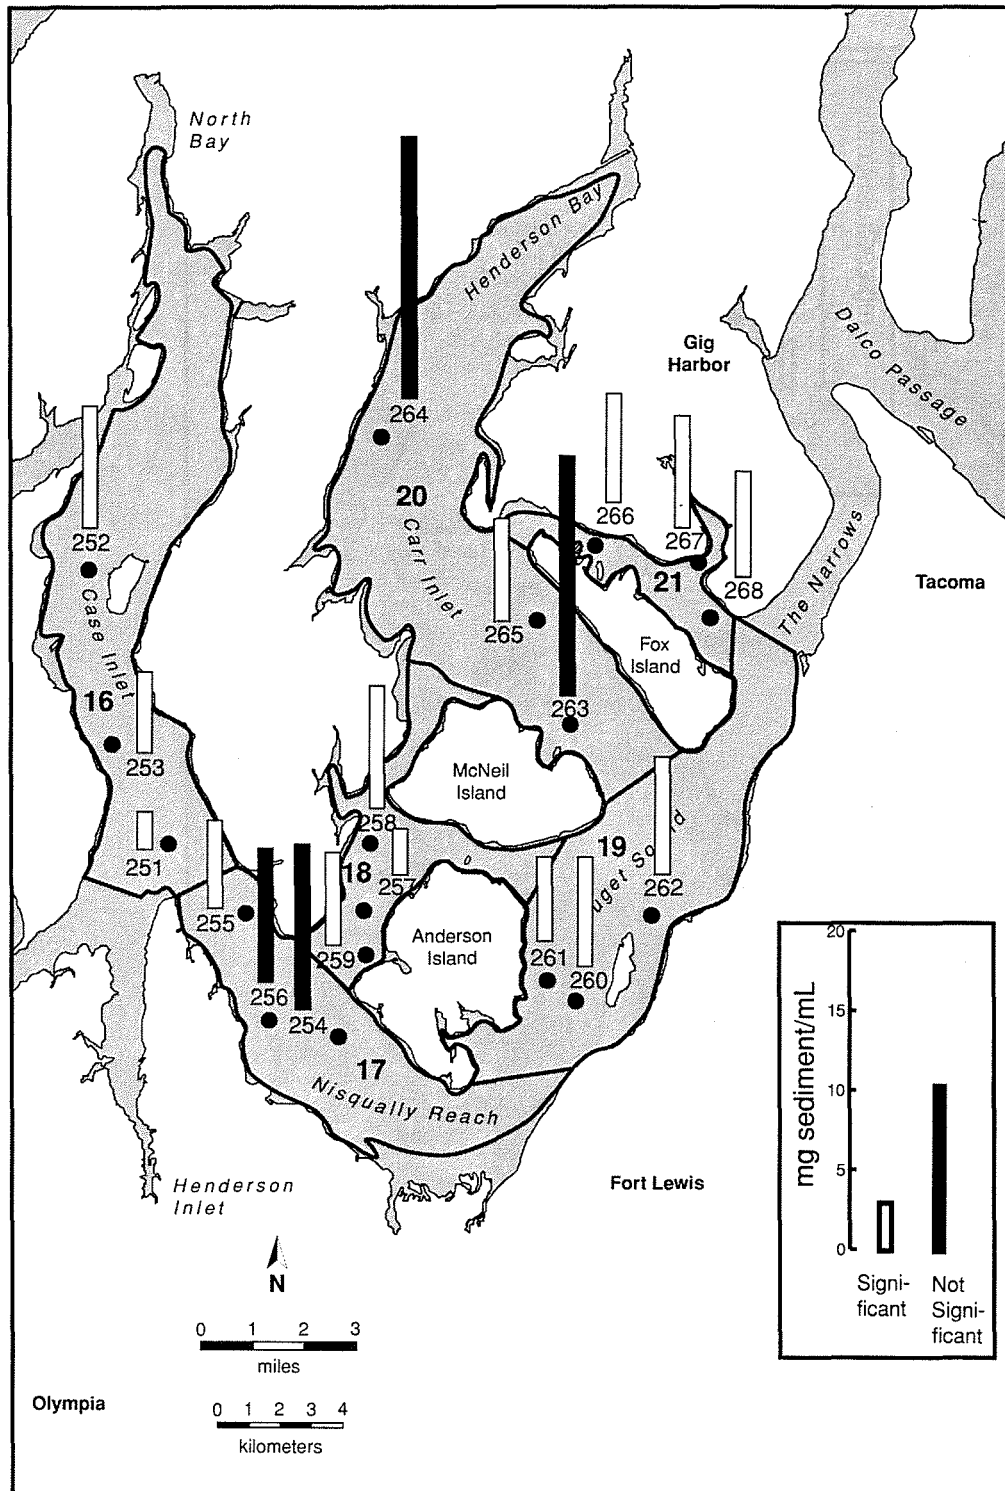 North
Bay
Henderson Bay
Gig
Harbor
Dalco Passage
264
20
Carr Inlet
252
266
267
268
21
The Narrows
Tacoma
265
Fox
Island
Case Inlet
16
253
263
McNeil
Island
258
251
257
18
19
262
255
259
Anderson
Island
261
260
256
254
17
Nisqually Reach
Henderson
Inlet
Fort Lewis
N
0 1 2 3
miles
Olympia
0 1 2 3 4
kilometers
20
15
10
5
0
mg sediment/mL
Signi-
ficant
Not
Signi-
ficant